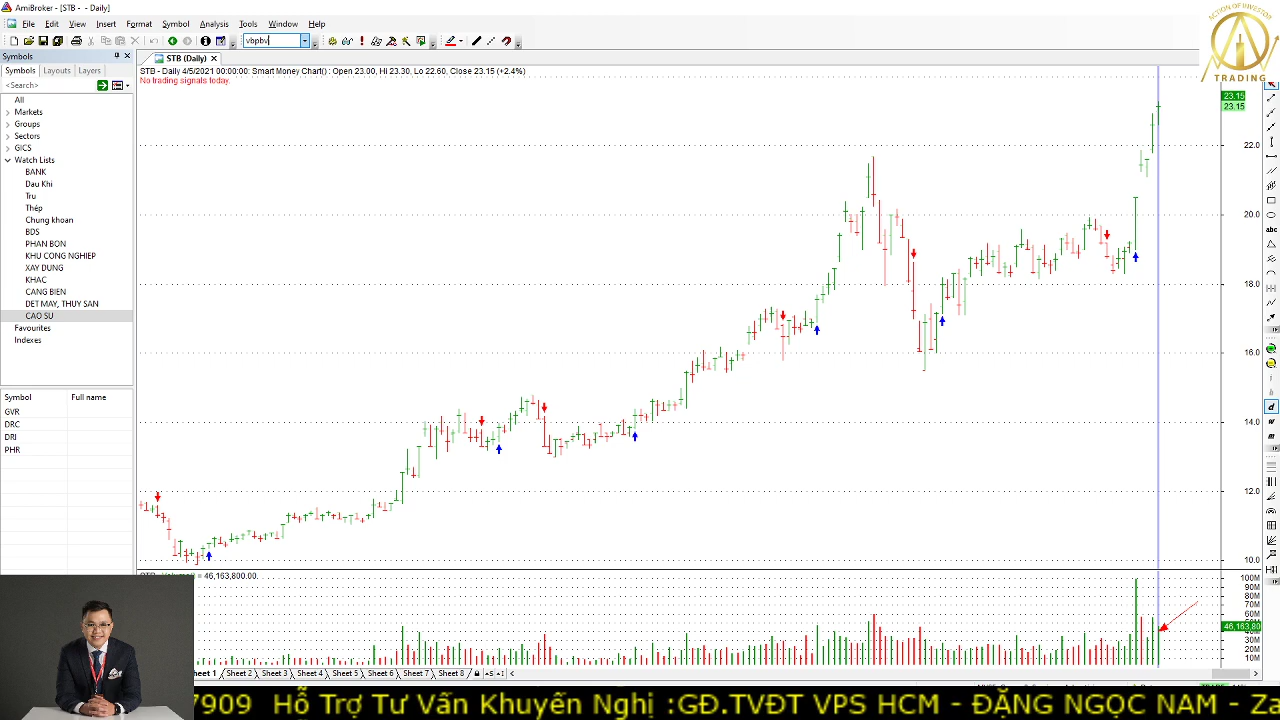 AmiBroker - [STB - - Daily]
File Edit View Insert Format Symbol Analysis Tools Window Help
vbpbv
ACTION OF INVESTOR
TRADING
Symbols
STB (Daily)
Symbols Layouts Layers
<Search>
STB - Daily 4/5/2021 00:00:00: Smart Money Chart() : Open 23.00, Hi 23.30, Lo 22.60, Close 23.15 (+2.4%)
No trading signals today.
All
Markets
Groups
Sectors
GICS
Watch Lists
BANK
Dau Khi
Tru
Thép
Chung khoan
BDS
PHAN BON
KHU CONG NGHIEP
XAY DUNG
KHAC
CANG BIEN
DET MAY, THUY SAN
CAO SU
Favourites
Indexes
Symbol Full name
GVR
DRC
DRI
PHR
23.15
23.15
22.0
20.0
18.0
16.0
14.0
12.0
10.0
abc
d
46,163,800.00
100M
90M
80M
70M
60M
46,163,80
30M
20M
10M
Sheet 2 Sheet 3 Sheet 4 Sheet 5 Sheet 6 Sheet 7 Sheet 8
7909 Hỗ Trợ Tư Vấn Khuyến Nghị :GĐ.TVĐT VPS HCM - ĐẶNG NGỌC NAM - Za